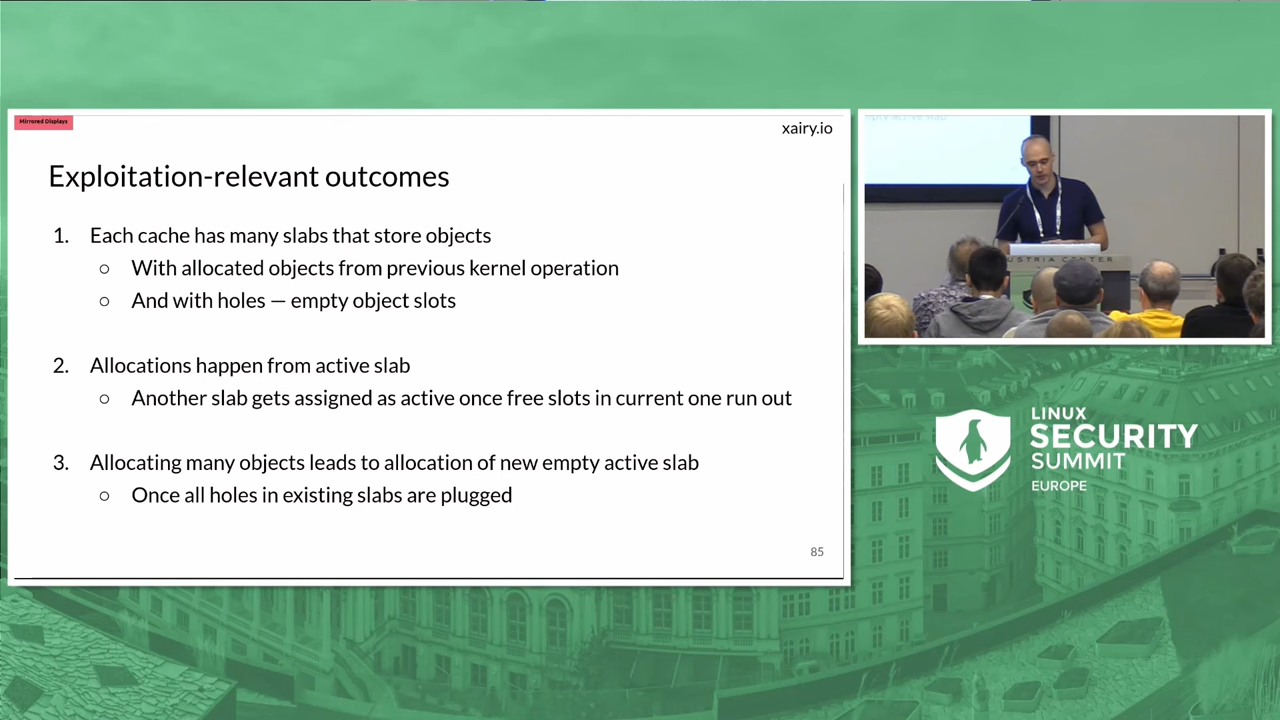 Mirrored Displays
xairy.io
Exploitation-relevant outcomes
1. Each cache has many slabs that store objects
○ With allocated objects from previous kernel operation
○ And with holes — empty object slots
2. Allocations happen from active slab
○ Another slab gets assigned as active once free slots in current one run out
3. Allocating many objects leads to allocation of new empty active slab
○ Once all holes in existing slabs are plugged
85
USTRIA CENTER
LINUX
SECURITY
SUMMIT
EUROPE